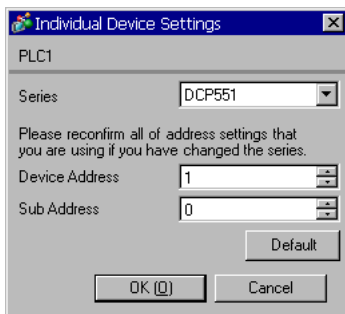 Individual Device Settings
PLC1
Series DCP551
Please reconfirm all of address settings that
you are using if you have changed the series.
Device Address 1
Sub Address 0
Default
OK (O) Cancel